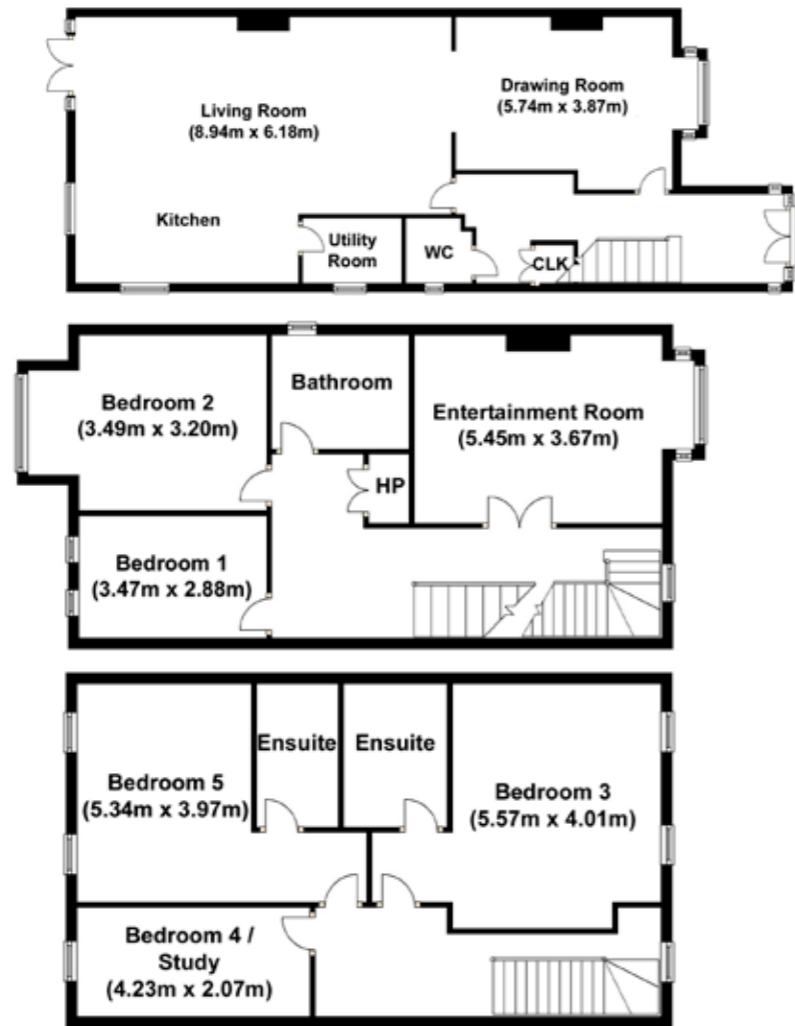 Living Room
(8.94m x 6.18m)
Drawing Room
(5.74m x 3.87m)
Kitchen
Utility
Room
WC
CLK
Bedroom 2
(3.49m x 3.20m)
Bathroom
Entertainment Room
(5.45m x 3.67m)
HP
Bedroom 1
(3.47m x 2.88m)
Ensuite
Ensuite
Bedroom 5
(5.34m x 3.97m)
Bedroom 3
(5.57m x 4.01m)
Bedroom 4 /
Study
(4.23m x 2.07m)